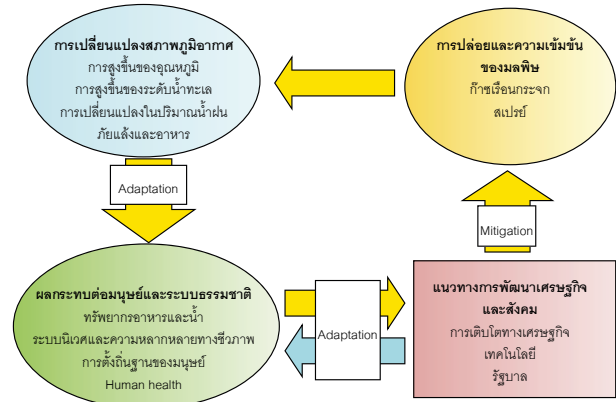 การเปลี่ยนแปลงสภาพภูมิอากาศ
การสูงขึ้นของอุณหภูมิ
การสูงขึ้นของระดับน้ำทะเล
การเปลี่ยนแปลงในปริมาณน้ำฝน
ภัยแล้งและอาหาร
การปล่อยและความเข้มข้น
ของมลพิษ
ก๊าซเรือนกระจก
สเปรย์
Adaptation
Mitigation
ผลกระทบต่อมนุษย์และระบบธรรมชาติ
ทรัพยากรอาหารและน้ำ
ระบบนิเวศและความหลากหลายทางชีวภาพ
การตั้งถิ่นฐานของมนุษย์
Human health
Adaptation
แนวทางการพัฒนาเศรษฐกิจ
และสังคม
การเติบโตทางเศรษฐกิจ
เทคโนโลยี
รัฐบาล